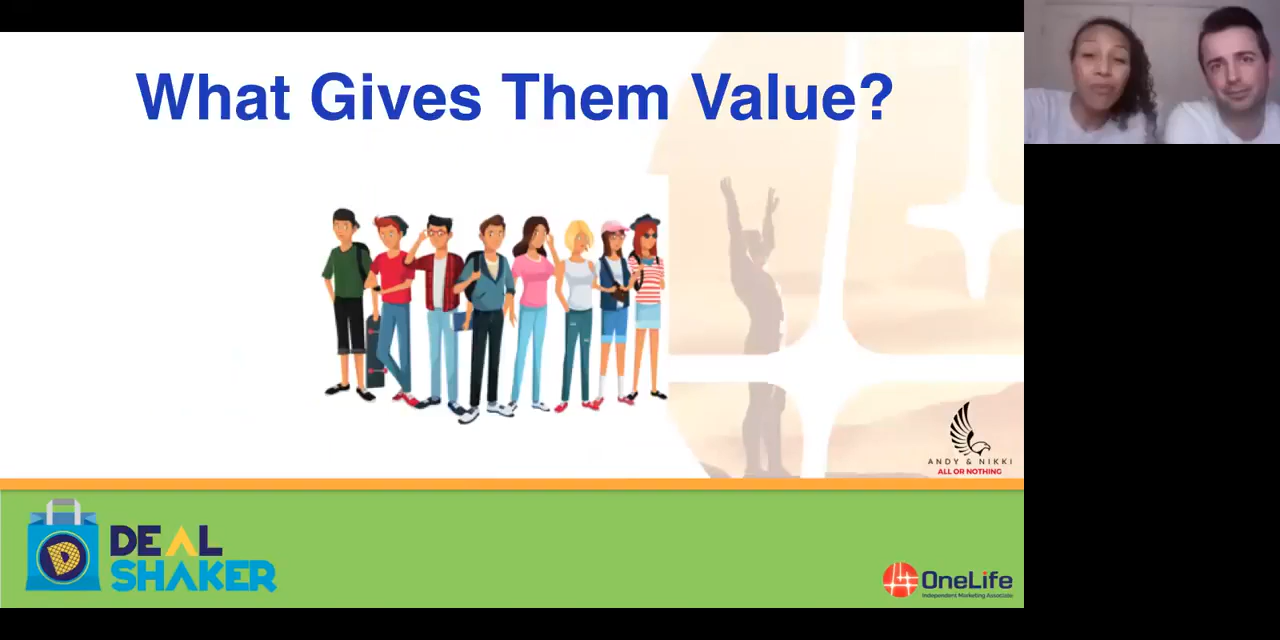 What Gives Them Value?
ANDY & NIKKI
ALL OR NOTHING
DEAL
SHAKER
OneLife
Independent Marketing Associate